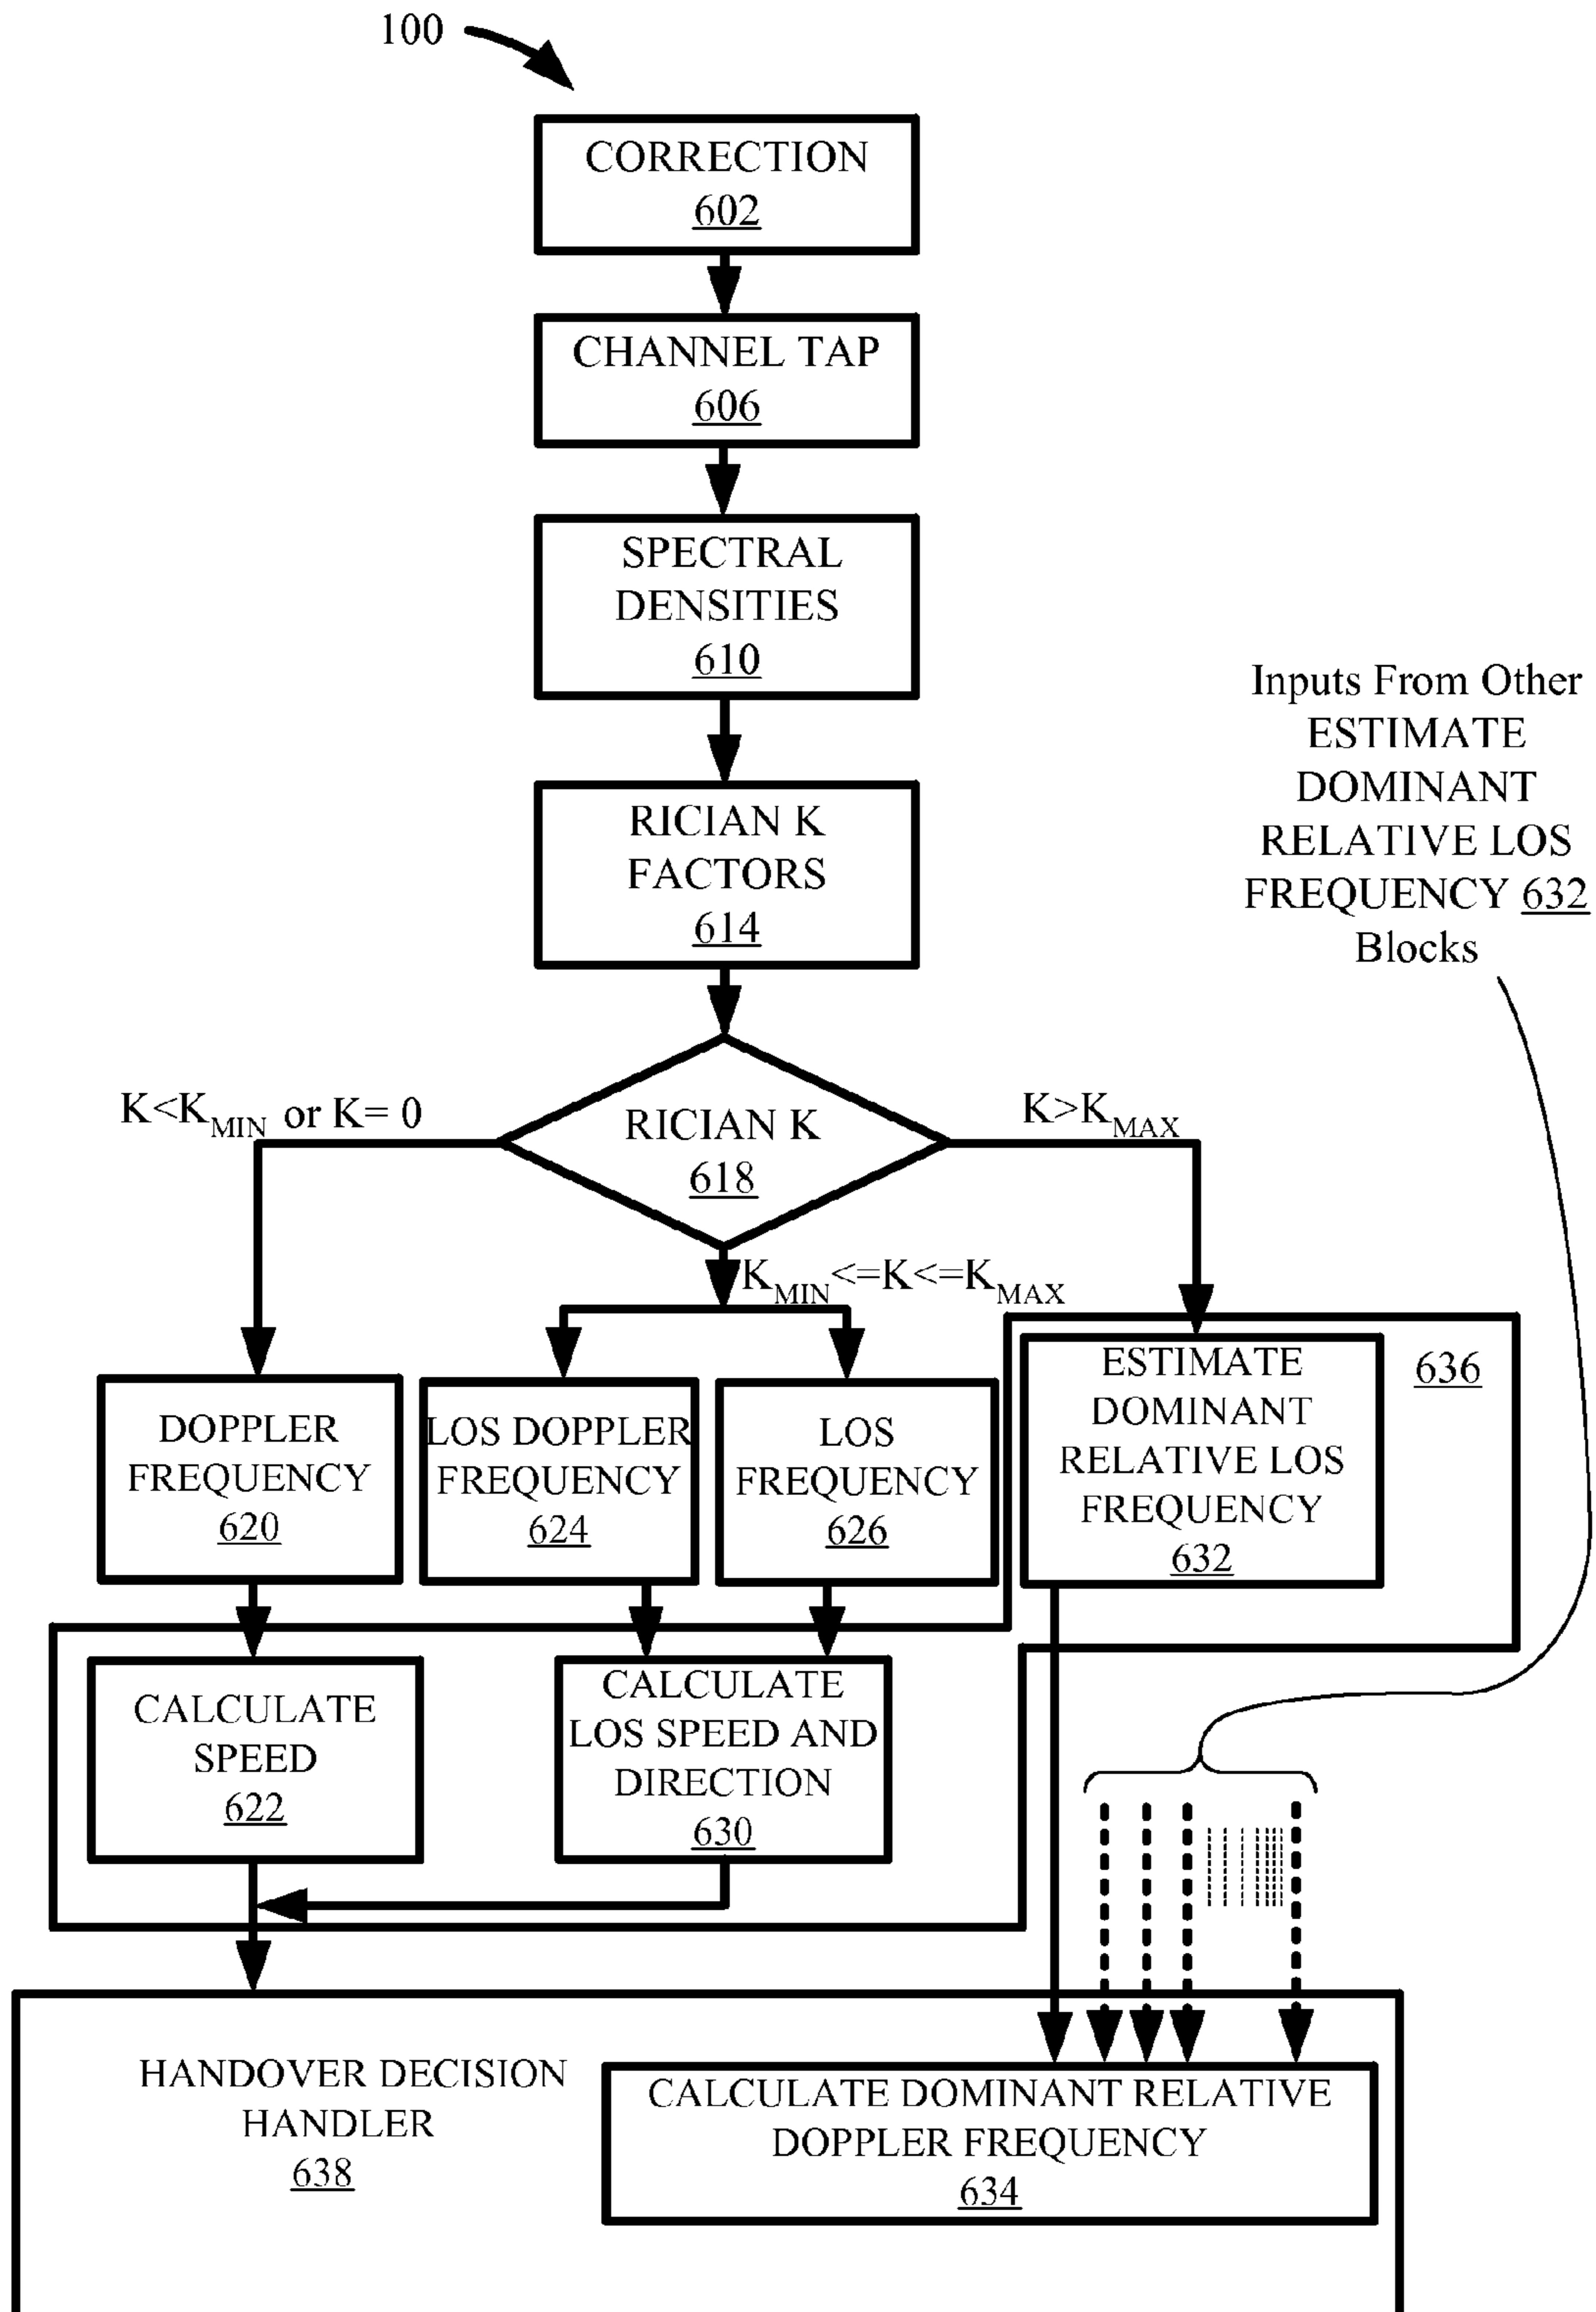 100
CORRECTION
602
CHANNEL TAP
606
SPECTRAL
DENSITIES
610
Inputs From Other
ESTIMATE
DOMINANT
RELATIVE LOS
FREQUENCY 632
Blocks
RICIAN K
FACTORS
614
K<KMIN or K= 0
RICIAN K
618
K>KMAX
KMIN<=K<=KMAX
DOPPLER
FREQUENCY
620
LOS DOPPLER
FREQUENCY
624
LOS
FREQUENCY
626
ESTIMATE
DOMINANT
RELATIVE LOS
FREQUENCY
632
636
CALCULATE
SPEED
622
CALCULATE
LOS SPEED AND
DIRECTION
630
HANDOVER DECISION
HANDLER
638
CALCULATE DOMINANT RELATIVE
DOPPLER FREQUENCY
634